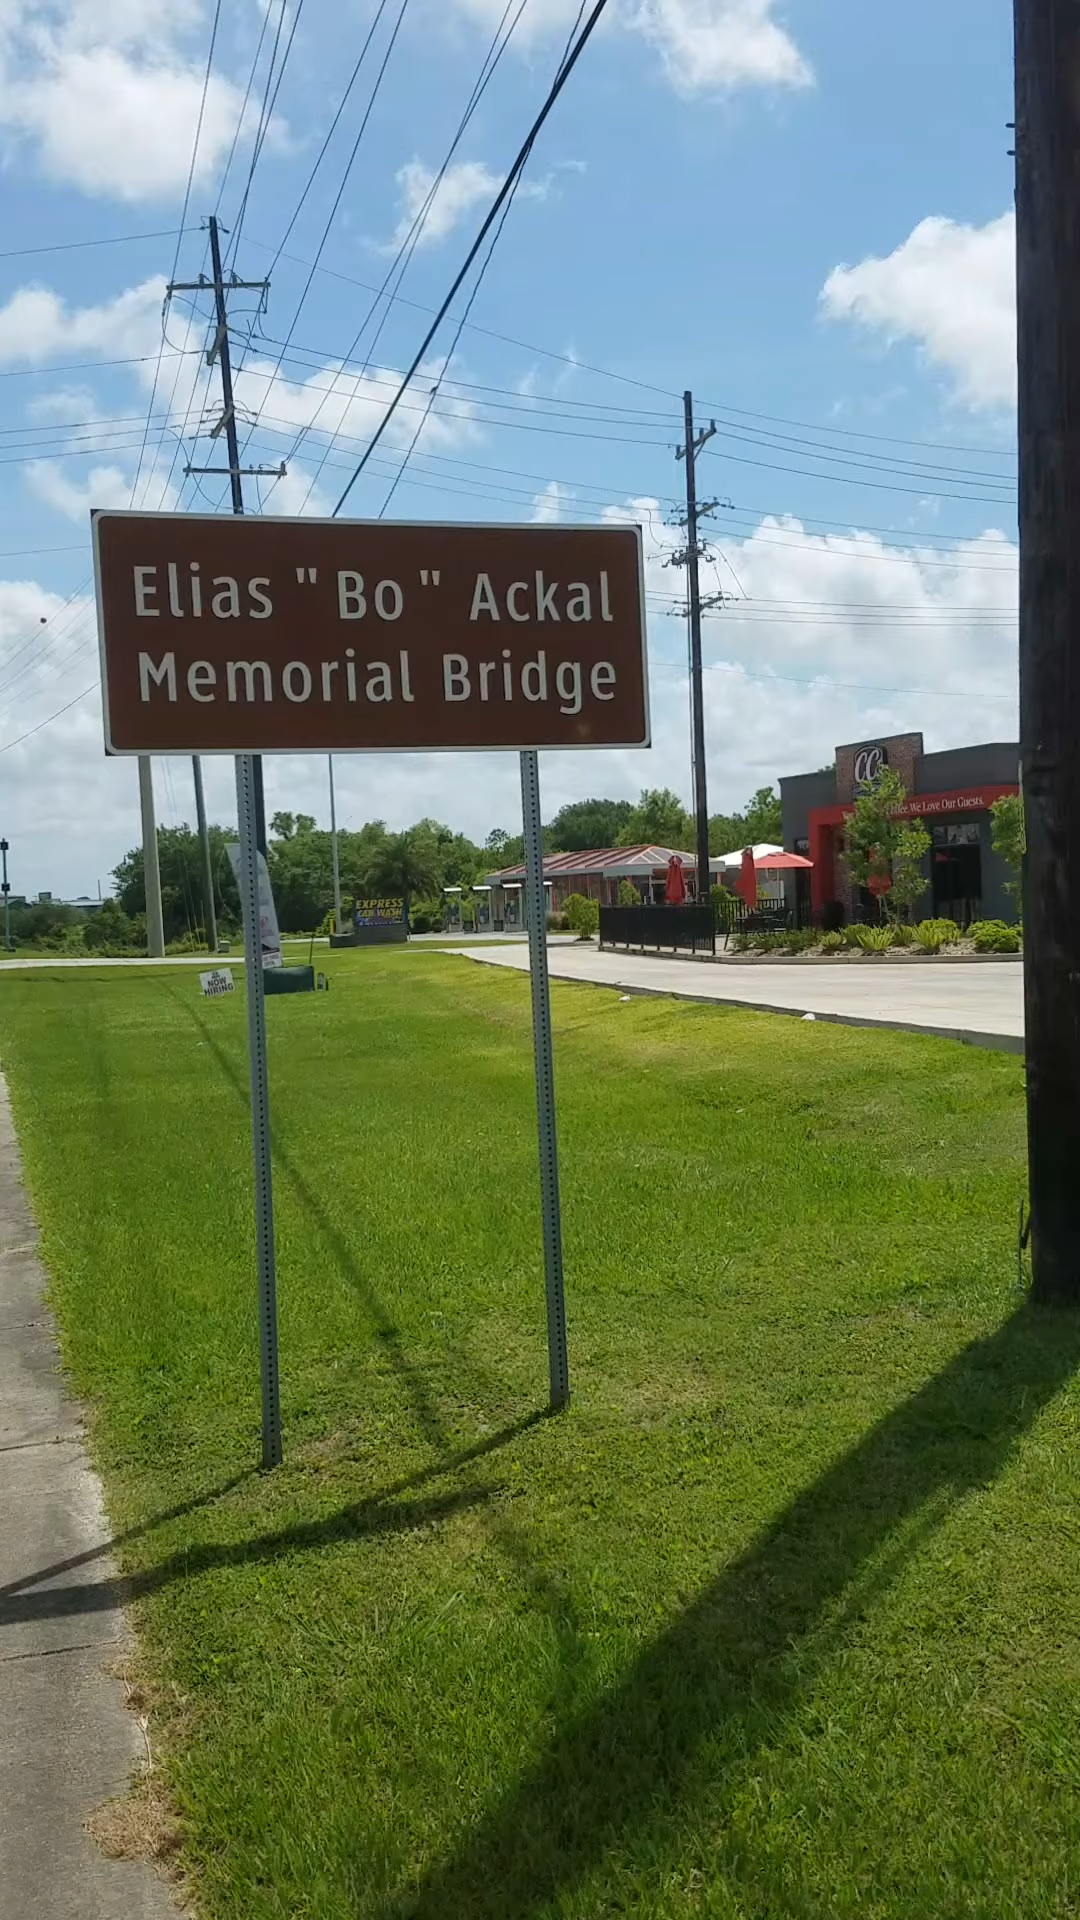 Elias "Bo" Ackal
Memorial Bridge
CC's
We Love Our Guests.
EXPRESS
CAR WASH
NOW
HIRING